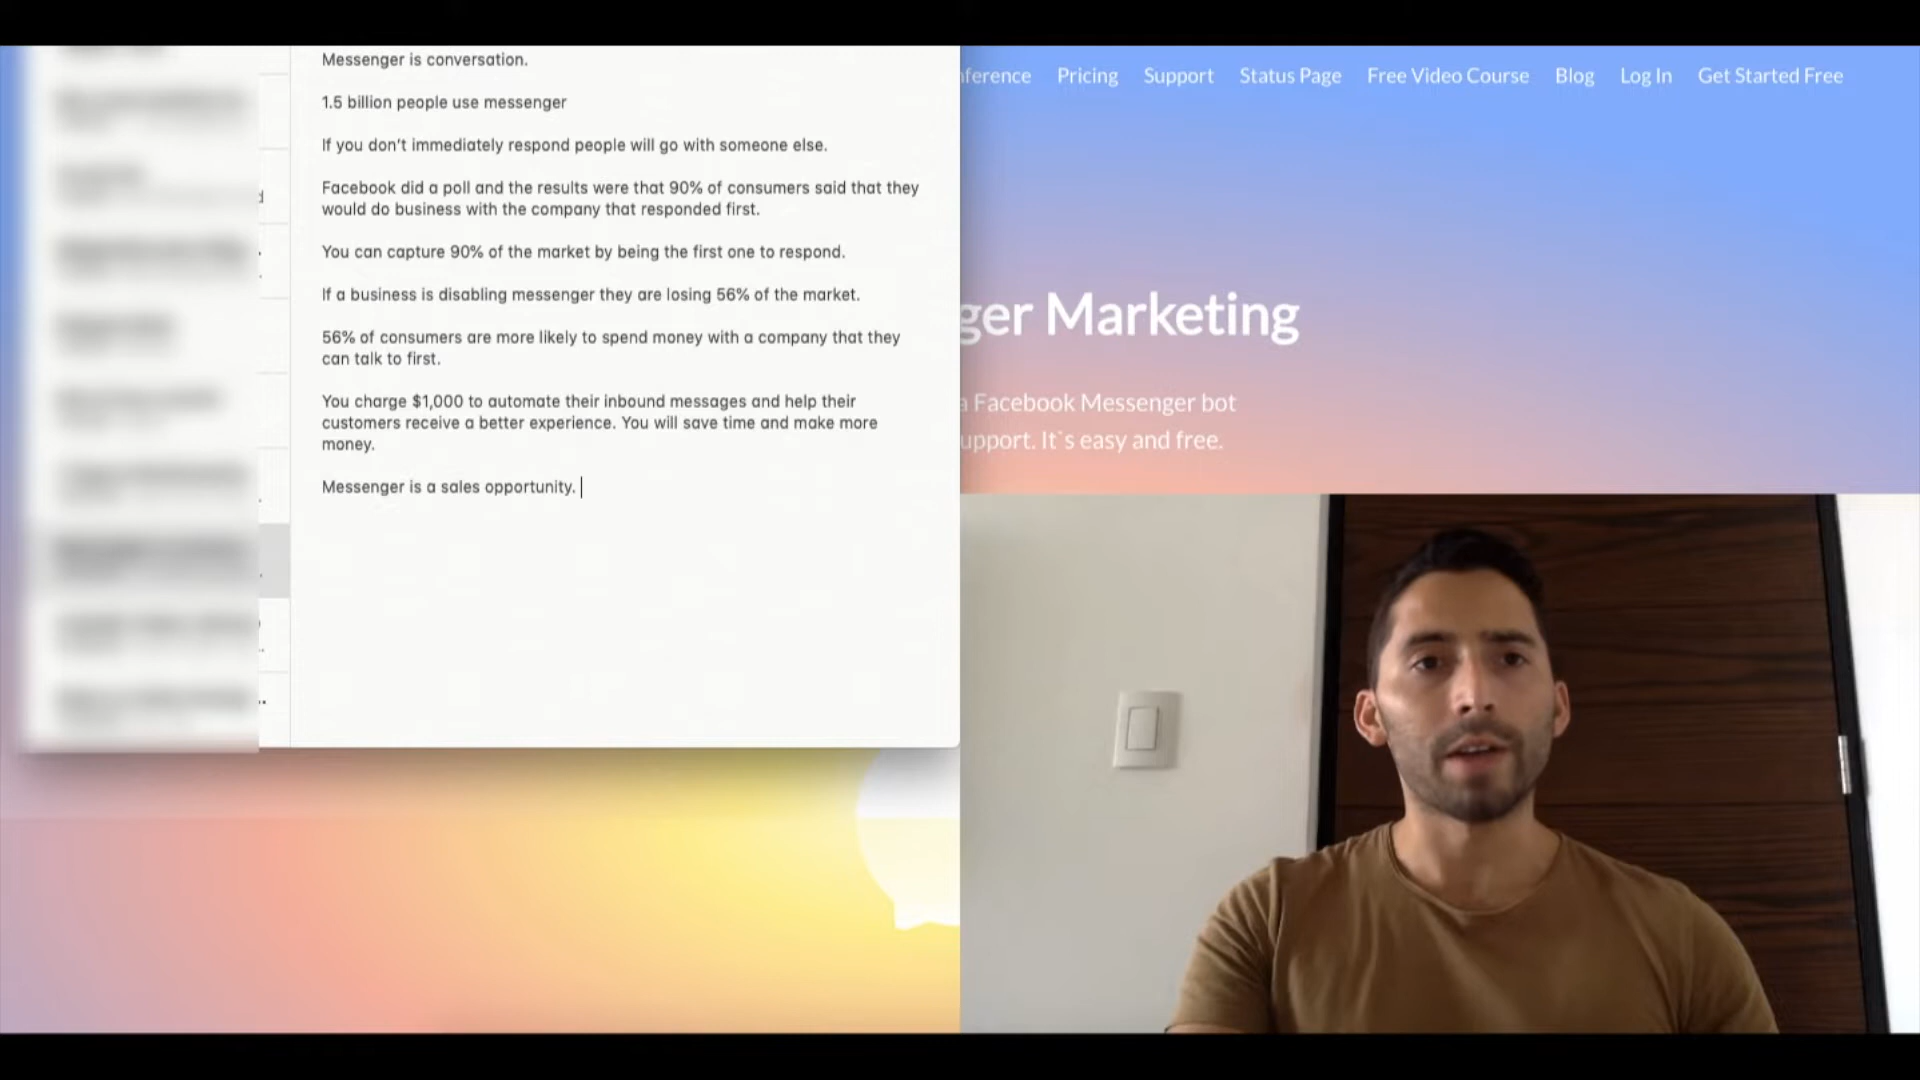 Messenger is conversation.
1.5 billion people use messenger
If you don't immediately respond people will go with someone else.
Facebook did a poll and the results were that 90% of consumers said that they
would do business with the company that responded first.
You can capture 90% of the market by being the first one to respond.
If a business is disabling messenger they are losing 56% of the market.
56% of consumers are more likely to spend money with a company that they
can talk to first.
You charge $1,000 to automate their inbound messages and help their
customers receive a better experience. You will save time and make more
money.
Messenger is a sales opportunity.
nference Pricing Support Status Page Free Video Course Blog Log In Get Started Free
ger Marketing
a Facebook Messenger bot
upport. It`s easy and free.